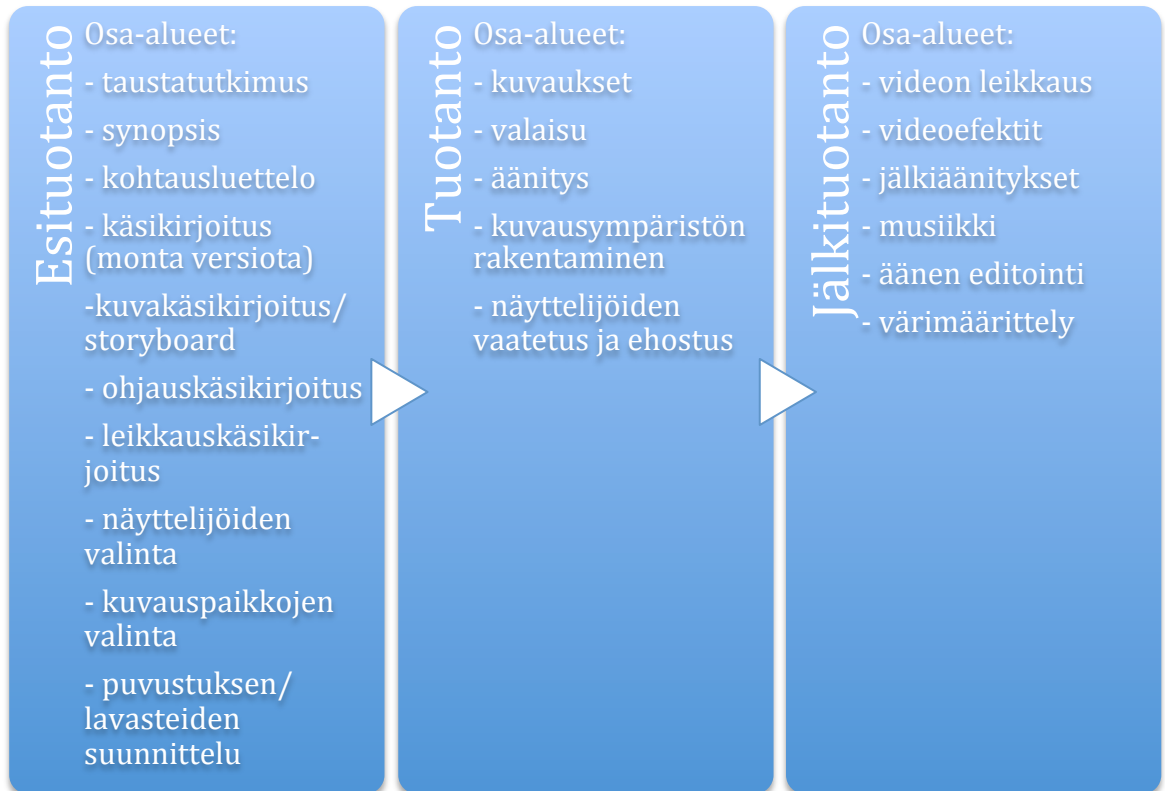 Esituotanto
Osa-alueet:
- taustatutkimus
- synopsis
- kohtausluettelo
- käsikirjoitus
(monta versiota)
-kuvakäsikirjoitus/
storyboard
- ohjauskäsikirjoitus
- leikkauskäsikir-
joitus
- näyttelijöiden
valinta
- kuvauspaikkojen
valinta
- puvustuksen/
lavasteiden
suunnittelu
Tuotanto
Osa-alueet:
- kuvaukset
- valaisu
- äänitys
- kuvausympäristön
rakentaminen
- näyttelijöiden
vaatetus ja ehostus
Jälkituotanto
Osa-alueet:
- videon leikkaus
- videoefektit
- jälkiäänitykset
- musiikki
- äänen editointi
- värimäärittely